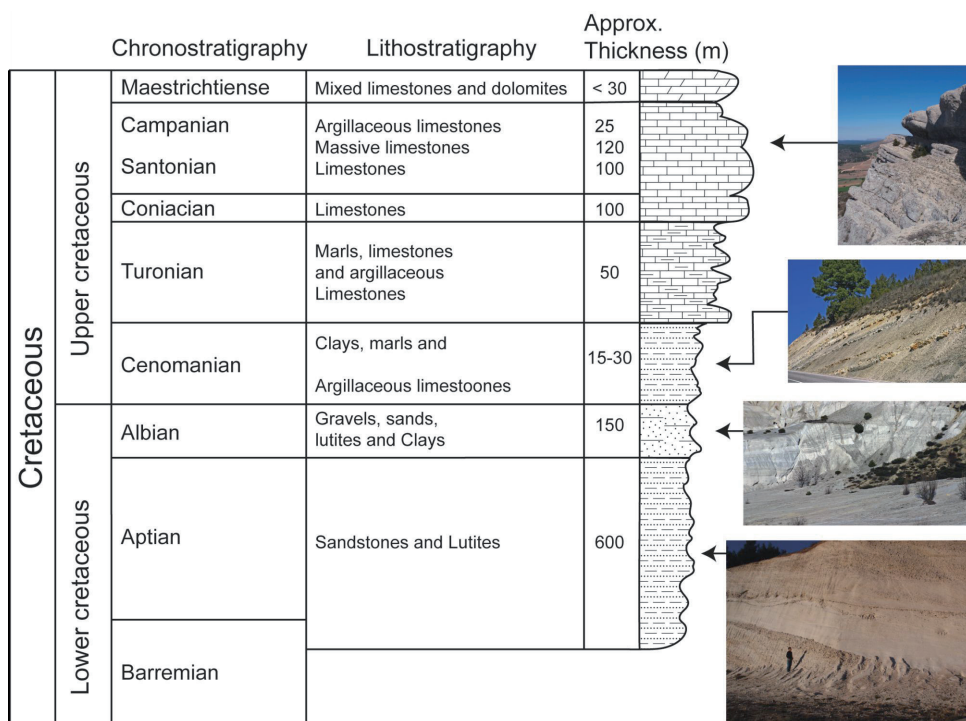 Chronostratigraphy Lithostratigraphy Approx.
Thickness (m)
Cretaceous
Upper cretaceous
Maestrichtiense Mixed limestones and dolomites < 30
Campanian Argillaceous limestones 25
Massive limestones 120
Santonian Limestones 100
Coniacian Limestones 100
Marls, limestones
Turonian and argillaceous 50
Limestones
Clays, marls and
Cenomanian 15-30
Argillaceous limestoones
Lower cretaceous
Gravels, sands,
Albian lutites and Clays 150
Aptian Sandstones and Lutites 600
Barremian